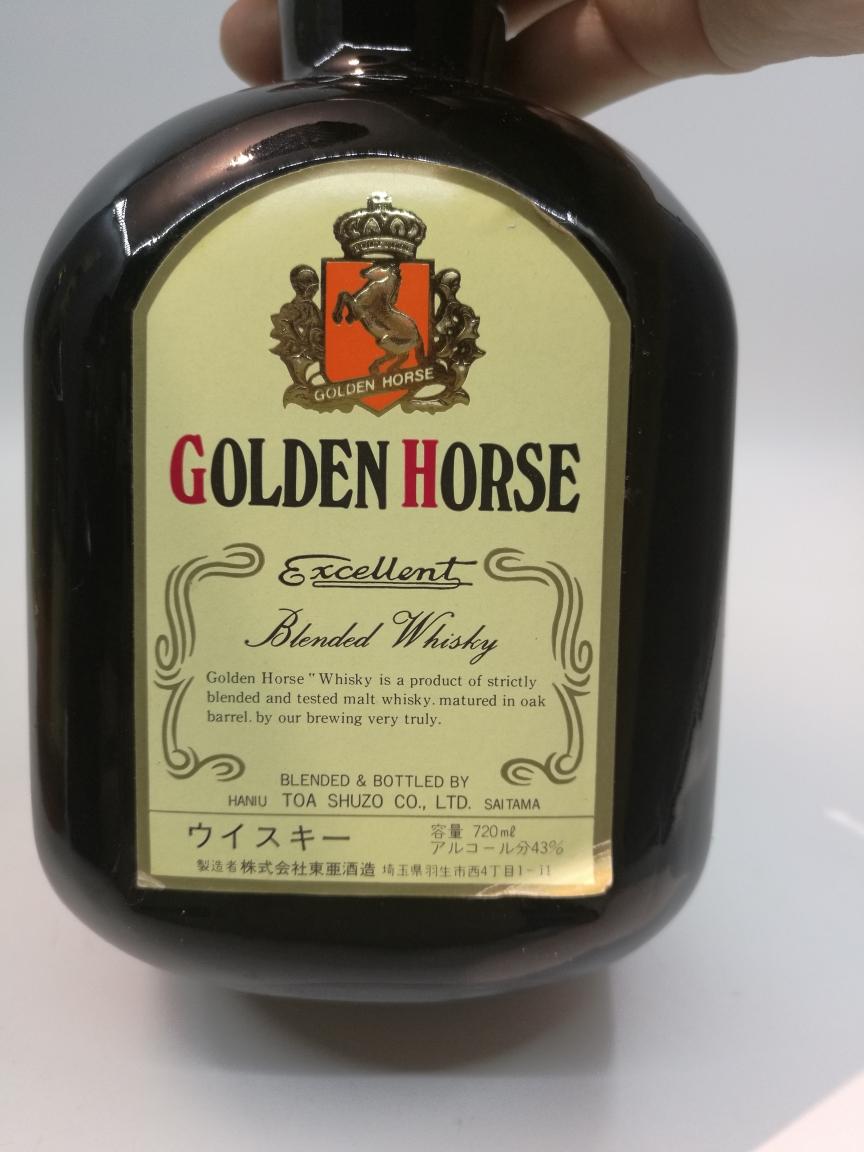 GOLDEN HORSE
GOLDEN HORSE
Excellent
Blended Whisky
Golden Horse " Whisky is a product of strictly
blended and tested malt whisky. matured in oak
barrel. by our brewing very truly.
BLENDED & BOTTLED BY
HANIU TOA SHUZO CO., LTD. SAITAMA
ウイスキー 容量 720㎖
アルコール分43%
製造者 株式会社東亜酒造 埼玉県羽生市西4丁目1-11